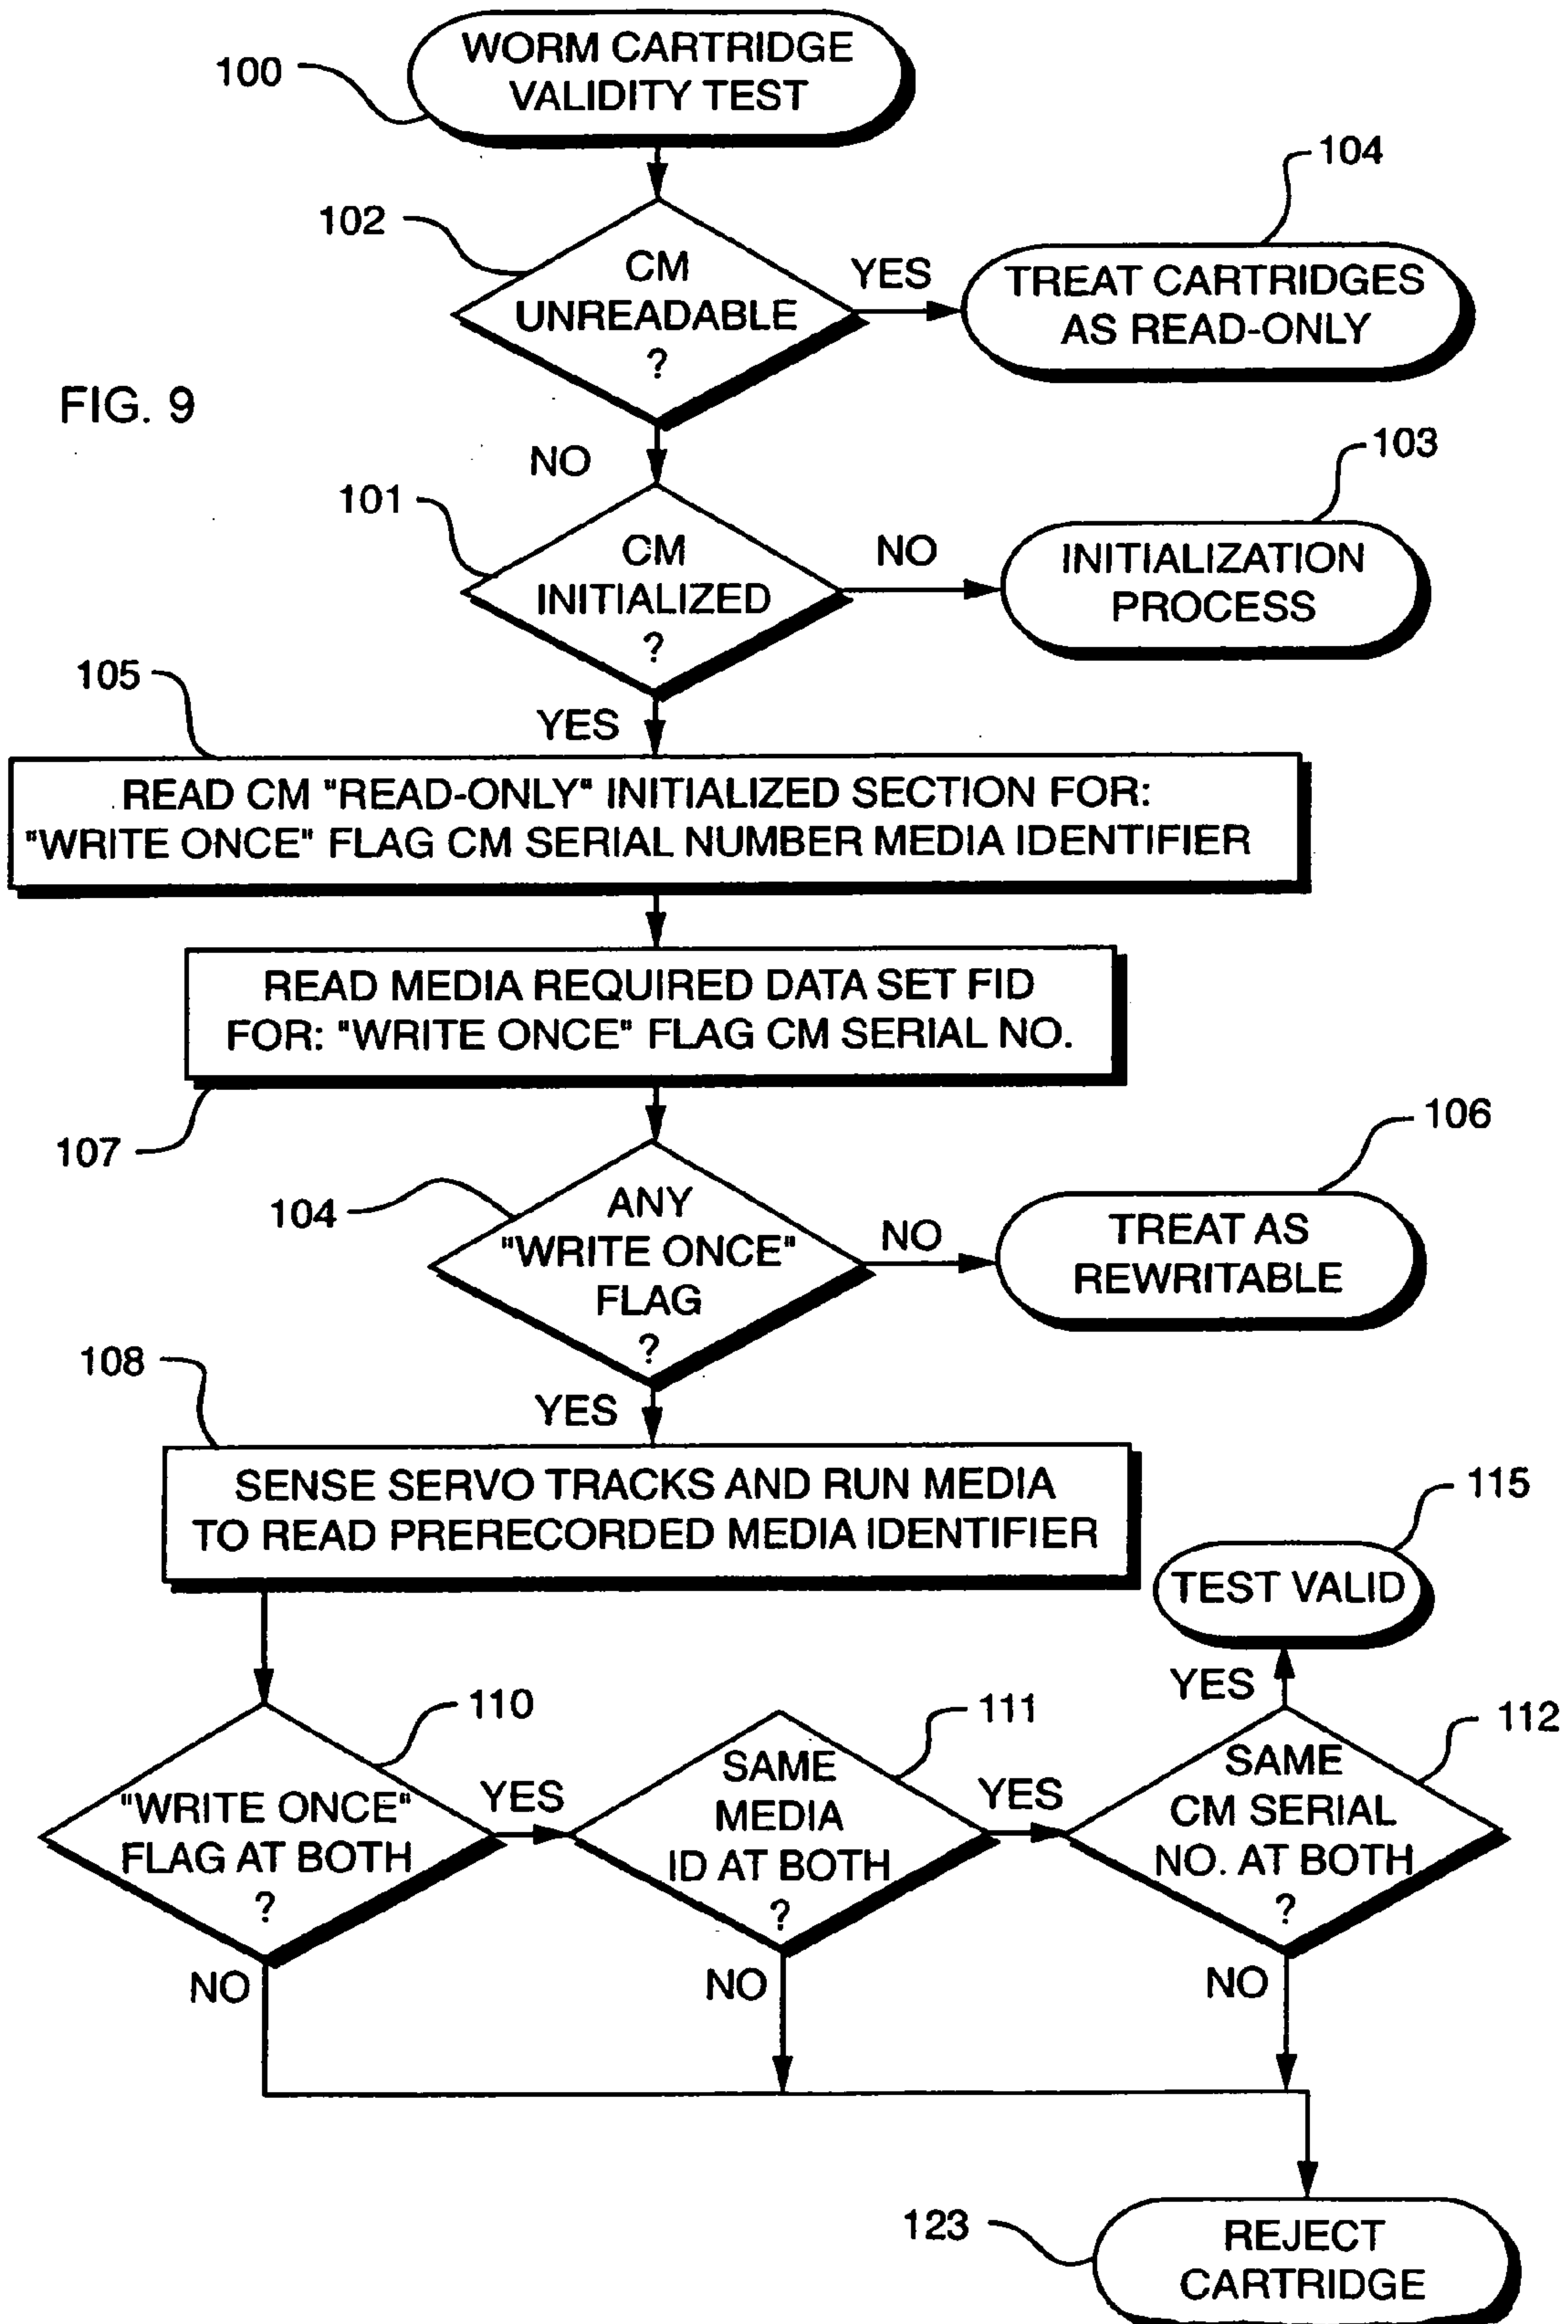 WORM CARTRIDGE
VALIDITY TEST
100
104
102
CM
UNREADABLE
?
YES
TREAT CARTRIDGES
AS READ-ONLY
FIG. 9
NO
103
101
CM
INITIALIZED
?
NO
INITIALIZATION
PROCESS
105
YES
READ CM "READ-ONLY" INITIALIZED SECTION FOR:
"WRITE ONCE" FLAG CM SERIAL NUMBER MEDIA IDENTIFIER
READ MEDIA REQUIRED DATA SET FID
FOR: "WRITE ONCE" FLAG CM SERIAL NO.
107
106
104
ANY
"WRITE ONCE"
FLAG
?
NO
TREAT AS
REWRITABLE
108
YES
SENSE SERVO TRACKS AND RUN MEDIA
TO READ PRERECORDED MEDIA IDENTIFIER
115
TEST VALID
YES
110
111
112
"WRITE ONCE"
FLAG AT BOTH
?
YES
SAME
MEDIA
ID AT BOTH
?
YES
SAME
CM SERIAL
NO. AT BOTH
?
NO
NO
NO
123
REJECT
CARTRIDGE